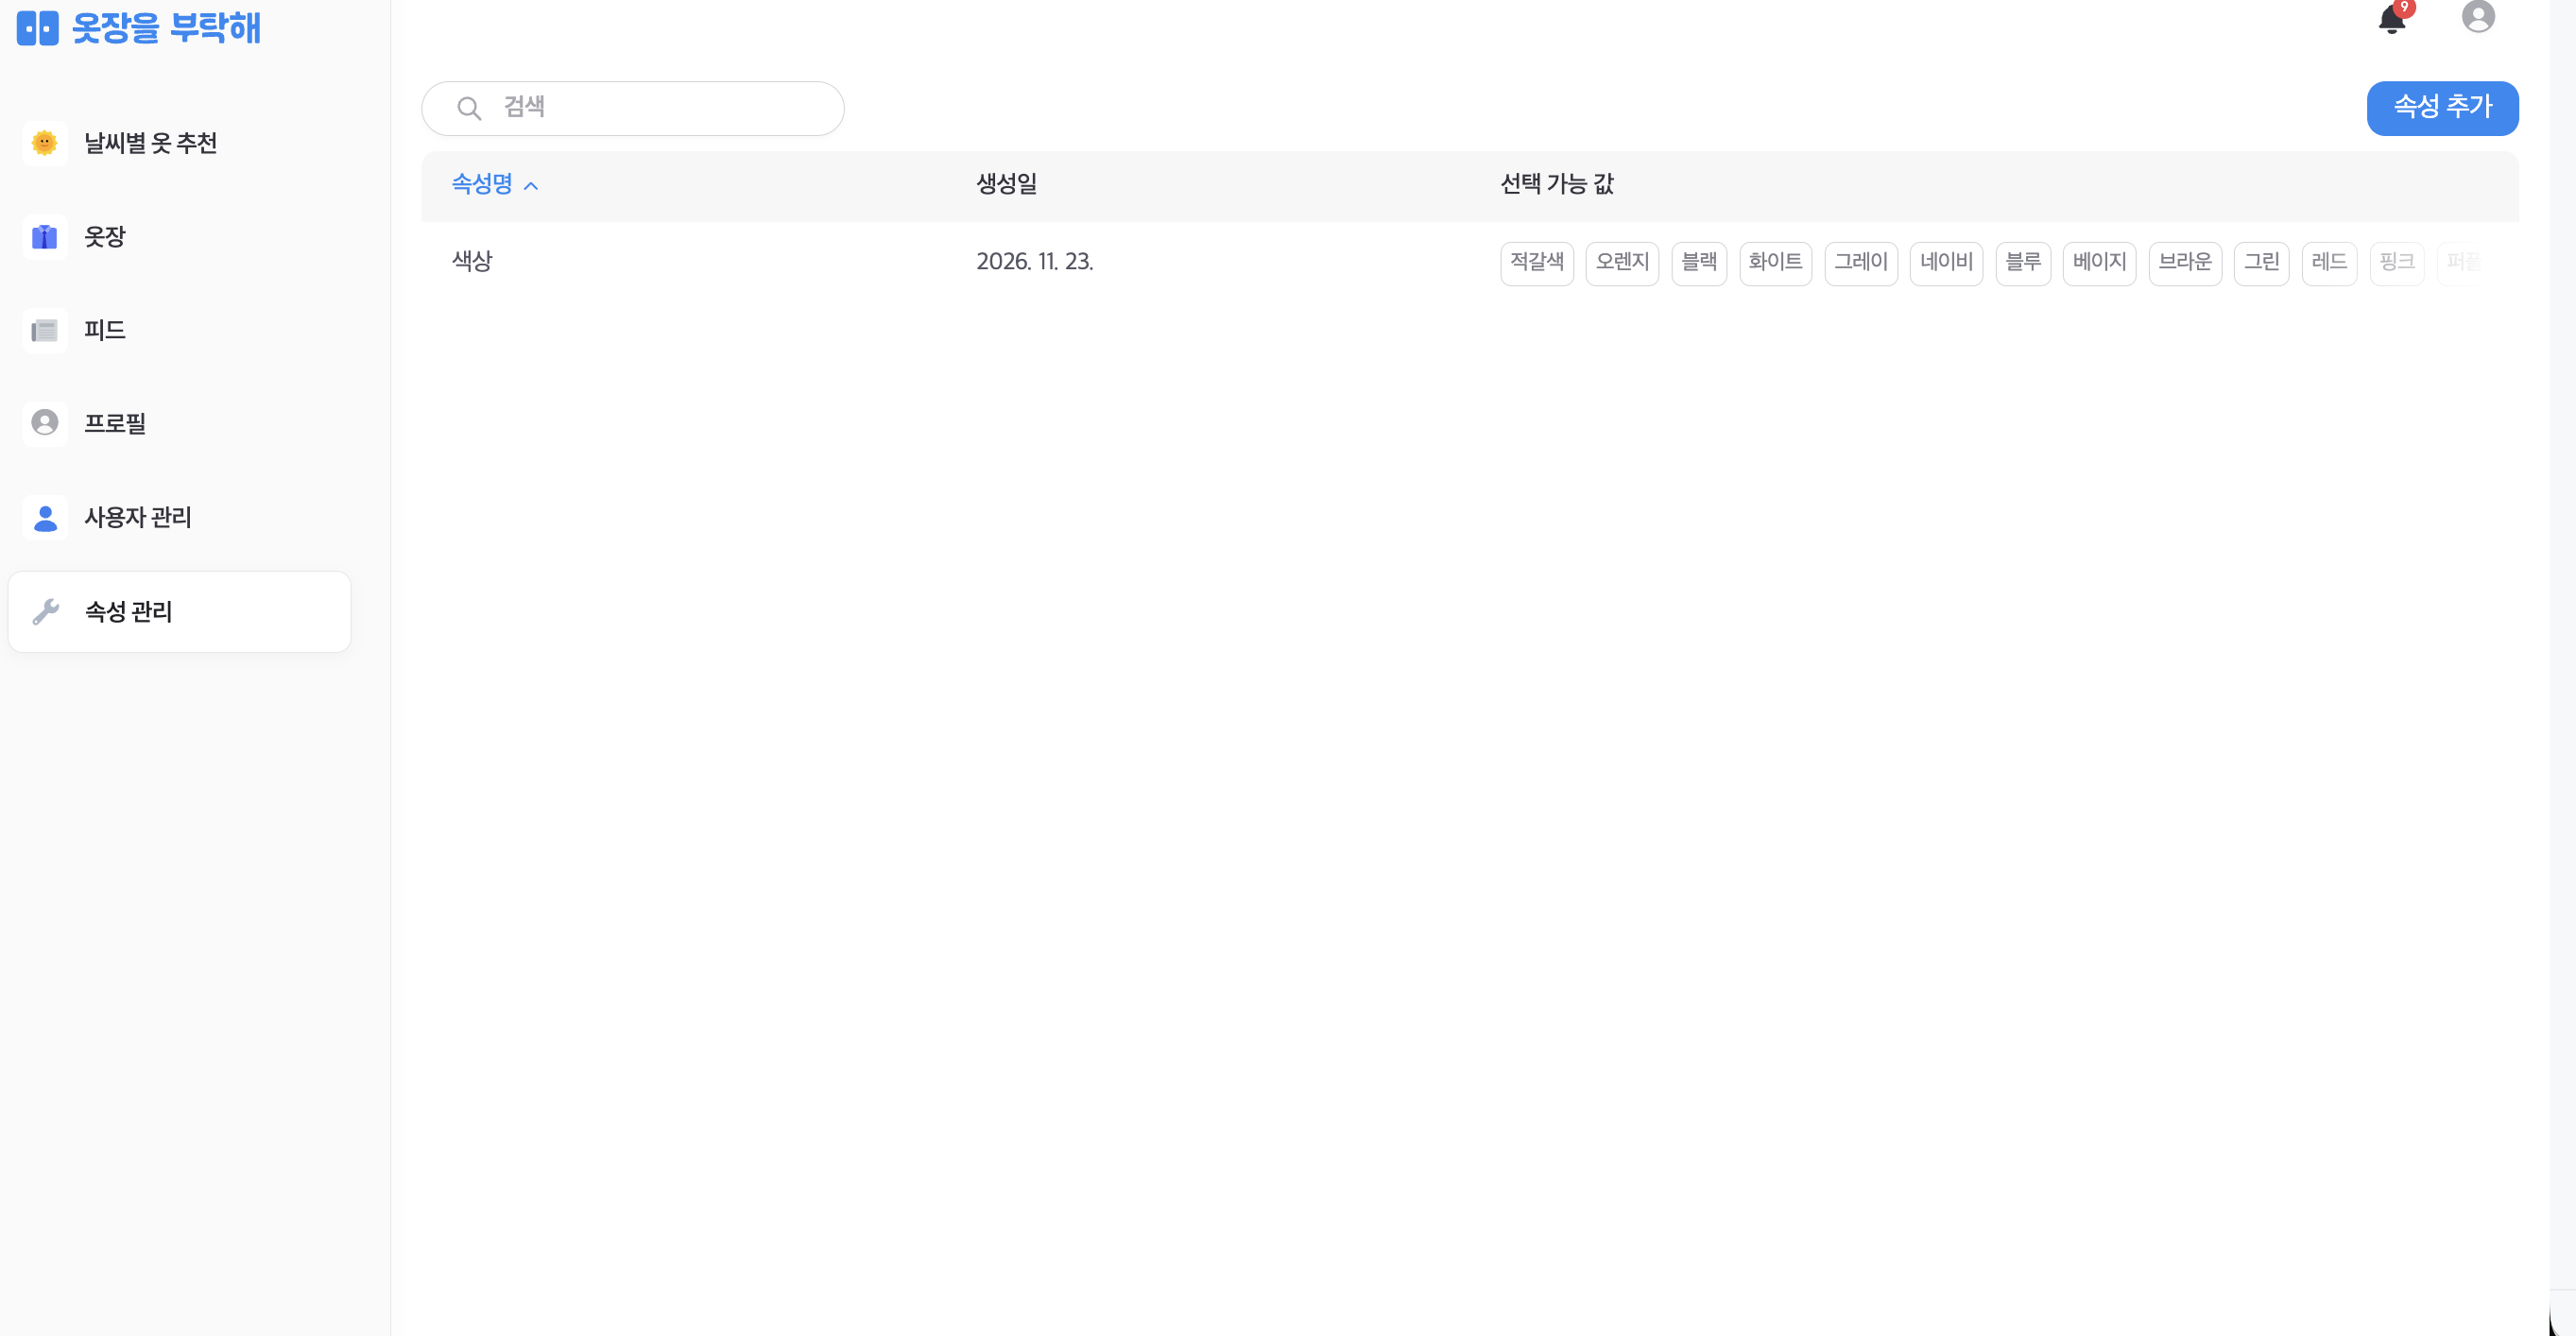 옷장을 부탁해
9
날씨별 옷 추천
옷장
피드
프로필
사용자 관리
속성 관리
검색
속성 추가
속성명 생성일 선택 가능 값
색상 2026. 11. 23. 적갈색 오렌지 블랙 화이트 그레이 네이비 블루 베이지 브라운 그린 레드 핑크